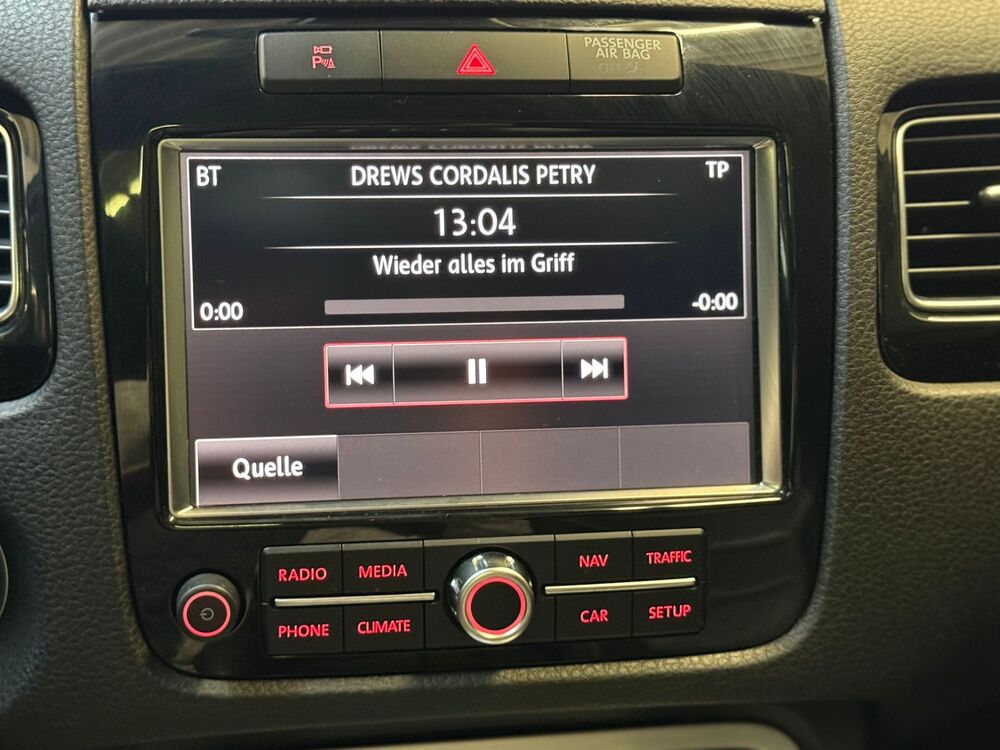 P
PASSENGER
AIR BAG
BT DREWS CORDALIS PETRY TP
13:04
Wieder alles im Griff
0:00 -0:00
Quelle
RADIO MEDIA NAV TRAFFIC
PHONE CLIMATE CAR SETUP